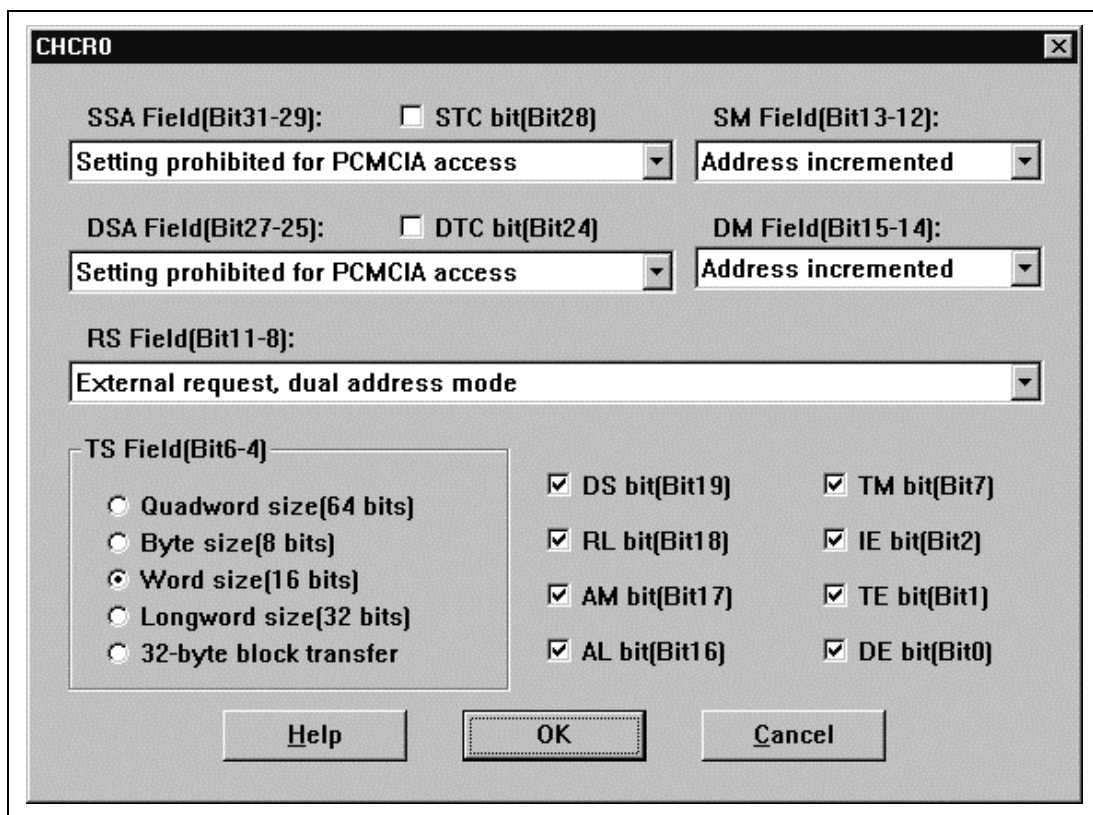 CHCR0
SSA Field(Bit31-29):
STC bit(Bit28)
SM Field(Bit13-12):
Setting prohibited for PCMCIA access
Address incremented
DSA Field(Bit27-25):
DTC bit(Bit24)
DM Field(Bit15-14):
Setting prohibited for PCMCIA access
Address incremented
RS Field(Bit11-8):
External request, dual address mode
TS Field(Bit6-4)
Quadword size(64 bits)
Byte size(8 bits)
Word size(16 bits)
Longword size(32 bits)
32-byte block transfer
DS bit(Bit19)
TM bit(Bit7)
RL bit(Bit18)
IE bit(Bit2)
AM bit(Bit17)
TE bit(Bit1)
AL bit(Bit16)
DE bit(Bit0)
Help
OK
Cancel